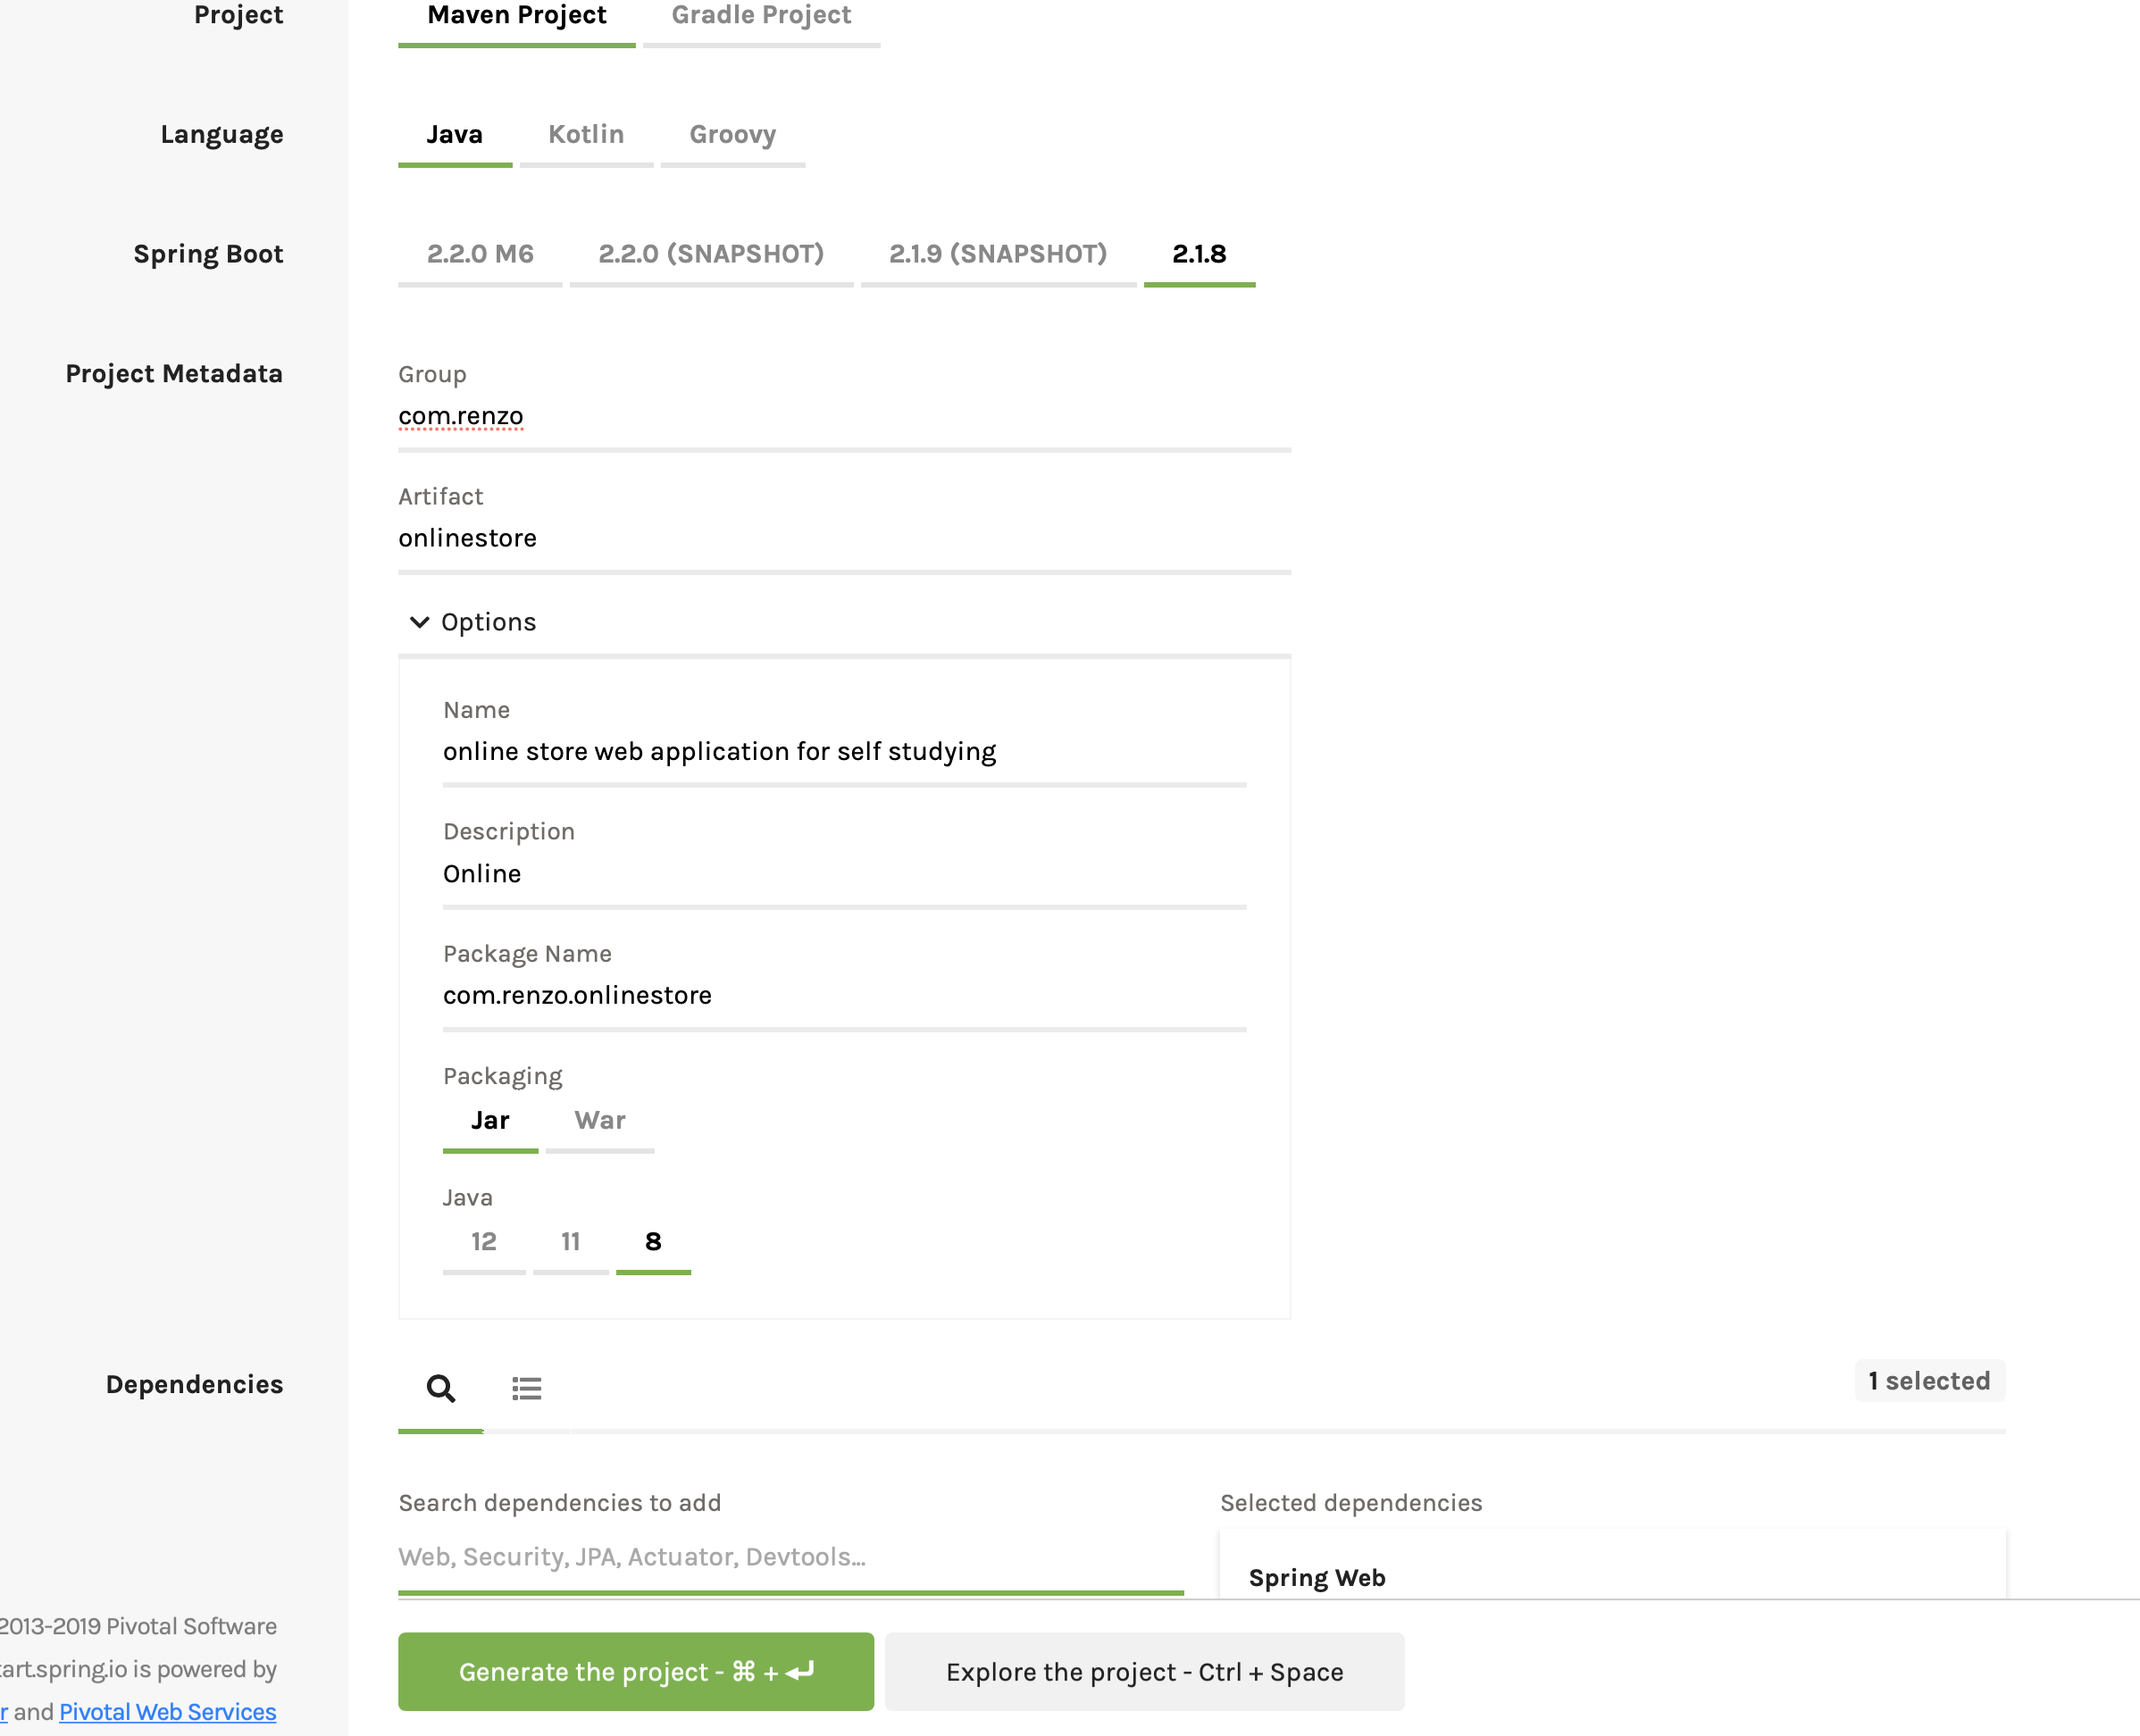 Project
Maven Project Gradle Project
Language
Java Kotlin Groovy
Spring Boot
2.2.0 M6 2.2.0 (SNAPSHOT) 2.1.9 (SNAPSHOT) 2.1.8
Project Metadata
Group
com.renzo
Artifact
onlinestore
Options
Name
online store web application for self studying
Description
Online
Package Name
com.renzo.onlinestore
Packaging
Jar War
Java
12 11 8
Dependencies
1 selected
Search dependencies to add
Web, Security, JPA, Actuator, Devtools...
Selected dependencies
Spring Web
2013-2019 Pivotal Software
tart.spring.io is powered by
r and Pivotal Web Services
Generate the project - ⌘ + ↵
Explore the project - Ctrl + Space